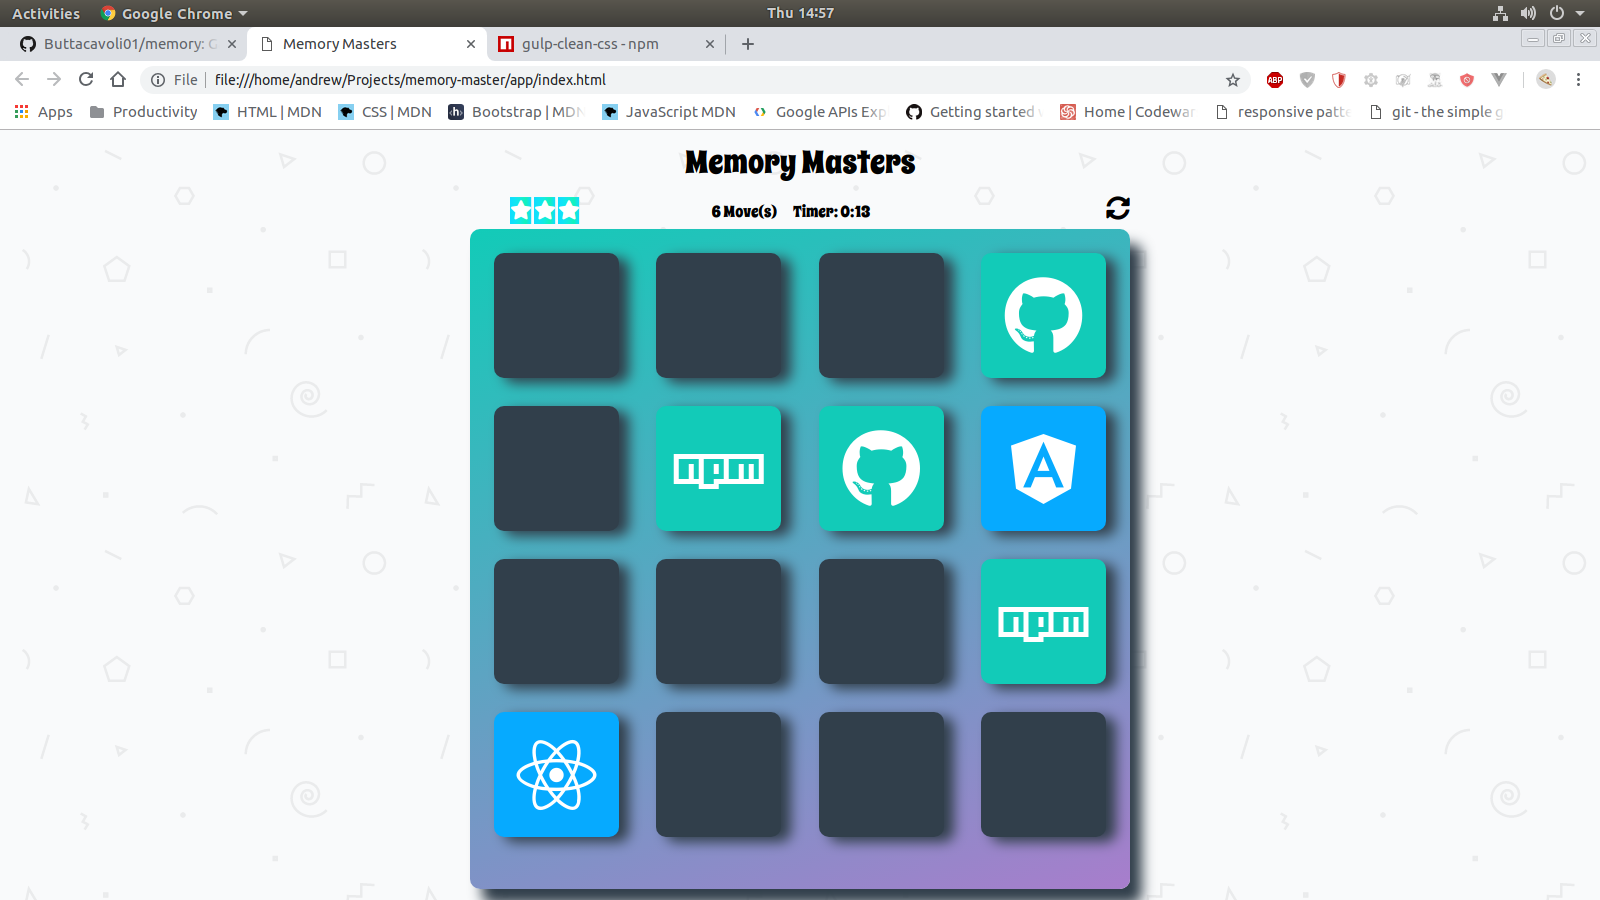 Activities Google Chrome Thu 14:57
Buttacavoli01/memory: G Memory Masters gulp-clean-css - npm
File file:///home/andrew/Projects/memory-master/app/index.html ABP
Apps Productivity HTML | MDN CSS | MDN Bootstrap | MDN JavaScript MDN Google APIs Exp Getting started Home | Codewar responsive patte git - the simple g
Memory Masters
6 Move(s) Timer: 0:13
npm
A
npm